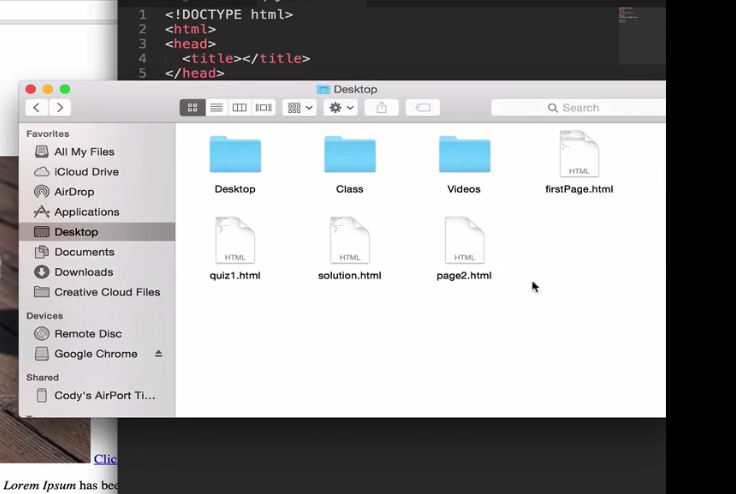 1 <!DOCTYPE html>
2 <html>
3 <head>
4 <title></title>
5 </head>
Desktop
Search
Favorites
All My Files
iCloud Drive
AirDrop
Applications
Desktop
Documents
Downloads
Creative Cloud Files
Devices
Remote Disc
Google Chrome
Shared
Cody's AirPort Ti...
Desktop
Class
Videos
HTML
firstPage.html
HTML
HTML
HTML
quiz1.html
solution.html
page2.html
Clic
Lorem Ipsum has bee